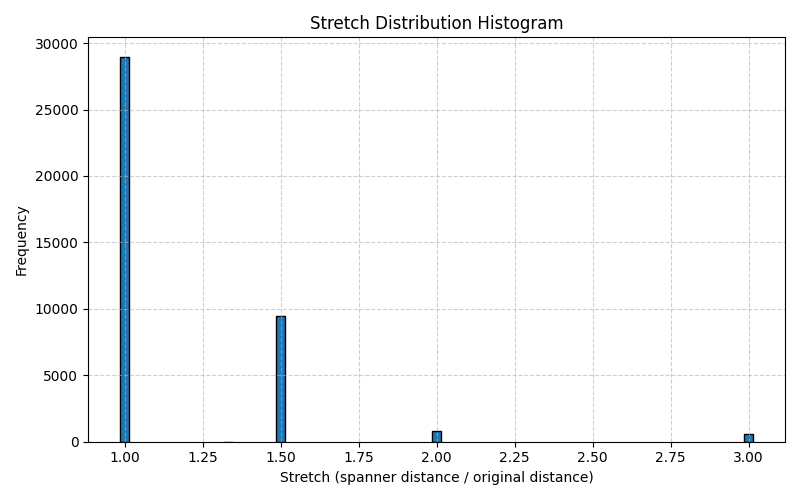 Stretch Distribution Histogram
30000
25000
20000
15000
10000
5000
0
Frequency
1.00 1.25 1.50 1.75 2.00 2.25 2.50 2.75 3.00
Stretch (spanner distance / original distance)